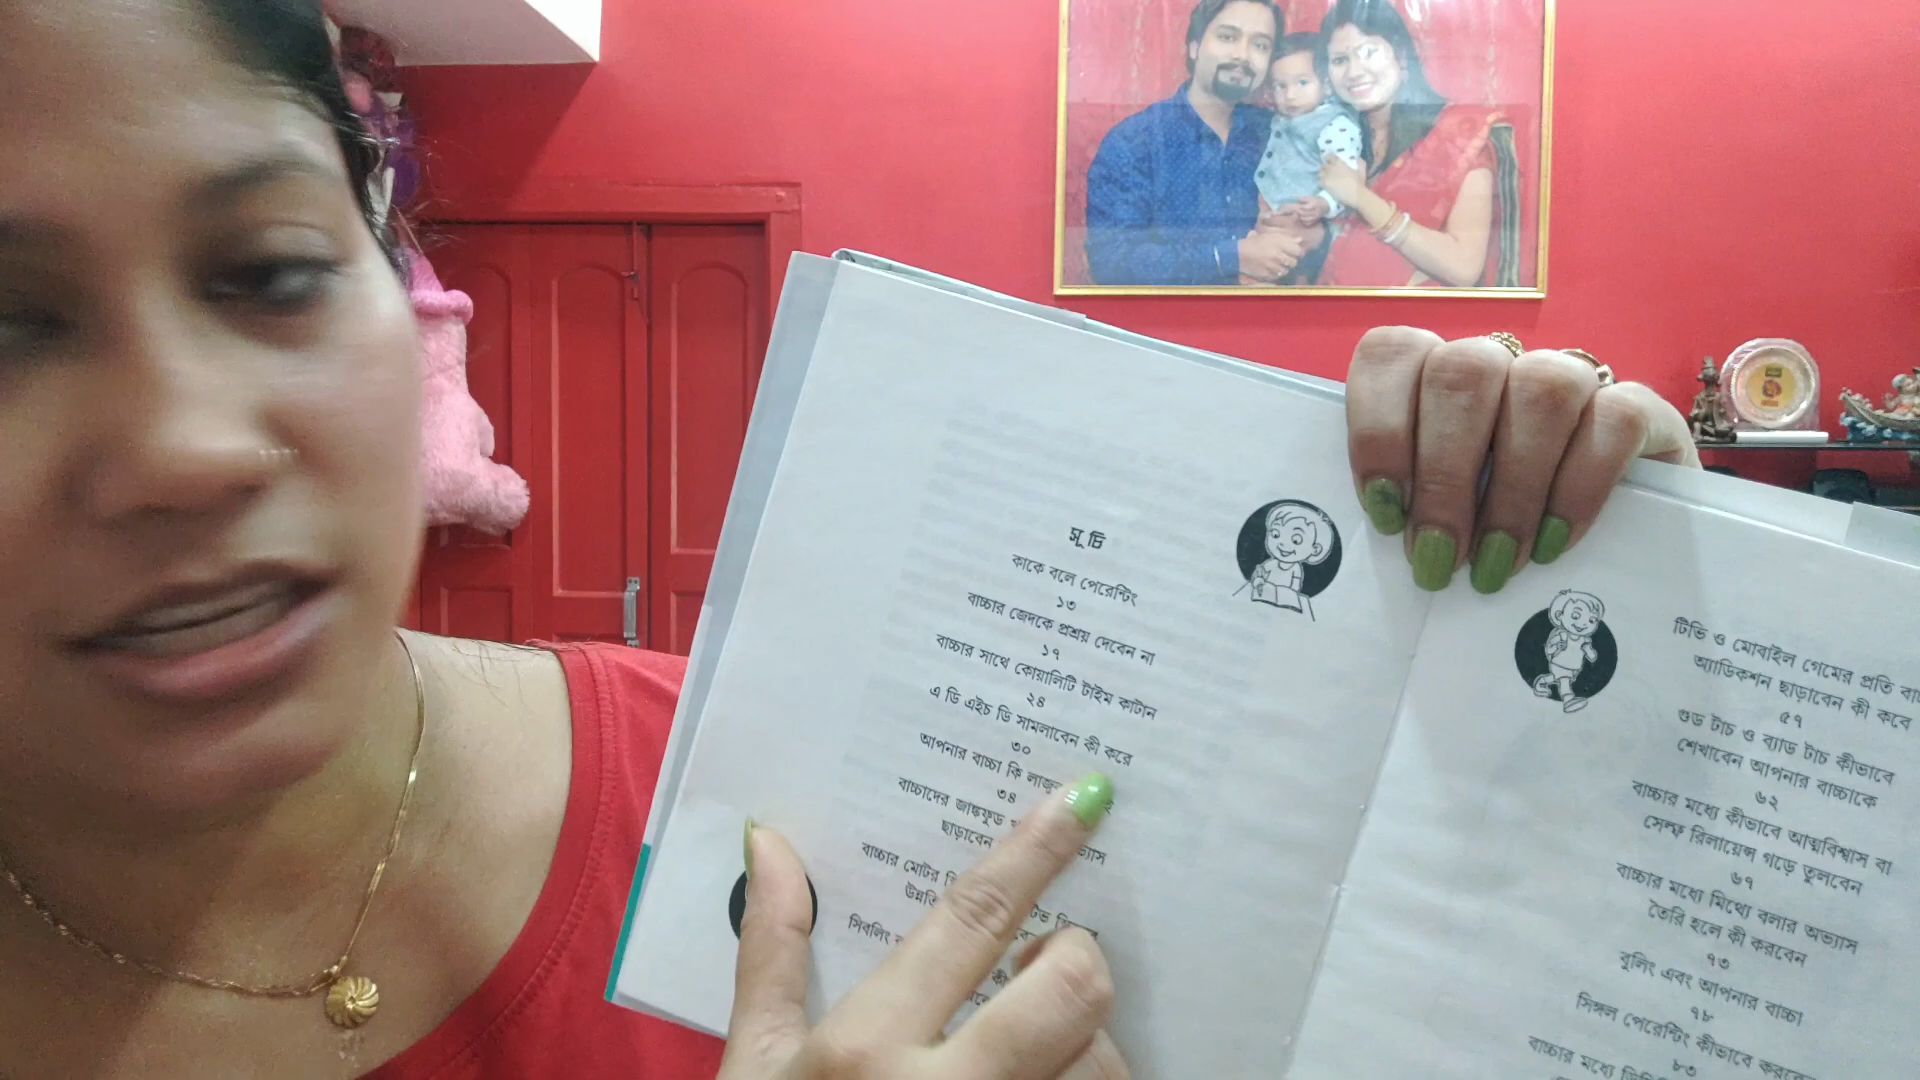 সূচি
কাকে বলে পেরেন্টিং
১৩
বাচ্চার জেদকে প্রশ্রয় দেবেন না
১৭
বাচ্চার সাথে কোয়ালিটি টাইম কাটান
২৪
এ ডি এইচ ডি সামলাবেন কী করে
৩০
আপনার বাচ্চা কি
৩৪
বাচ্চাদের জাঙ্কফুড
ছাড়াবেন
বাচ্চার মোটর
সিবলিং
টিভি ও মোবাইল গেমের প্রতি
অ্যাডিকশন ছাড়াবেন কী করে
৫৭
গুড টাচ ও ব্যাড টাচ কীভাবে
শেখাবেন আপনার বাচ্চাকে
৬২
বাচ্চার মধ্যে কীভাবে আত্মবিশ্বাস বা
সেল্ফ রিলায়েন্স গড়ে তুলবেন
৬৭
বাচ্চার মধ্যে মিথ্যে বলার অভ্যাস
তৈরি হলে কী করবেন
৭৩
বুলিং এবং আপনার বাচ্চা
৭৮
সিঙ্গল পেরেন্টিং কীভাবে
৮৩
বাচ্চার মধ্যে